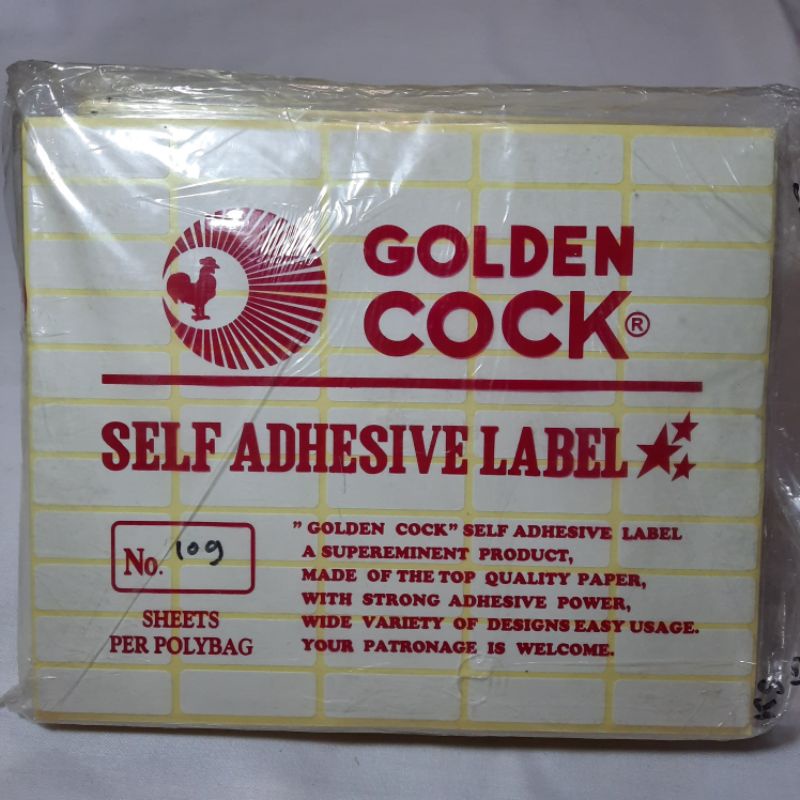 GOLDEN
COCK®
SELF ADHESIVE LABEL
No. 109
SHEETS
PER POLYBAG
" GOLDEN COCK" SELF ADHESIVE LABEL
A SUPEREMINENT PRODUCT,
MADE OF THE TOP QUALITY PAPER,
WITH STRONG ADHESIVE POWER,
WIDE VARIETY OF DESIGNS EASY USAGE.
YOUR PATRONAGE IS WELCOME.